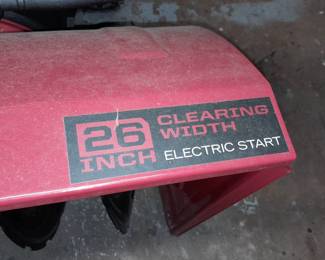 26
INCH
CLEARING
WIDTH
ELECTRIC START